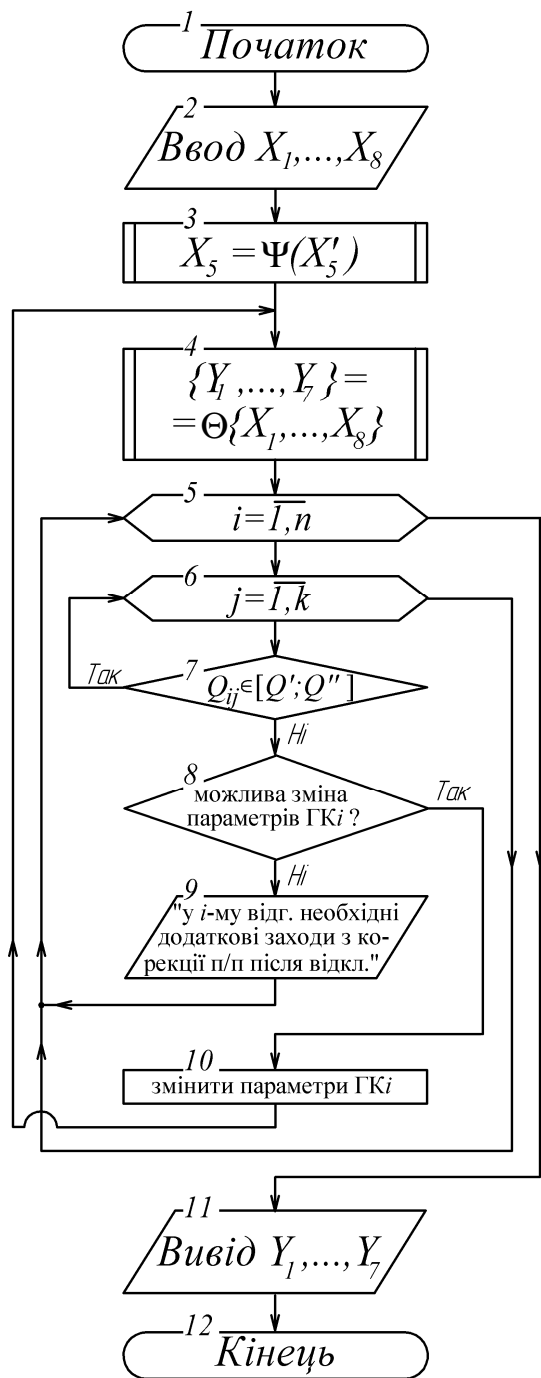 1
Початок
2
Ввод X₁,...,X₈
3
X₅ = Ψ(X₅′)
4
{Y₁,...,Y₇}=
=Θ{X₁,...,X₈}
5
i=1̅,̅n̅
6
j=1̅,̅k̅
7
Так
Qᵢⱼ∈[Q′;Q″]
Ні
8
можлива зміна
параметрів ГКi ?
Так
Ні
9
"у i-му відг. необхідні
додаткові заходи з ко-
рекції п/п після відкл."
10
змінити параметри ГКi
11
Вивід Y₁,...,Y₇
12
Кінець